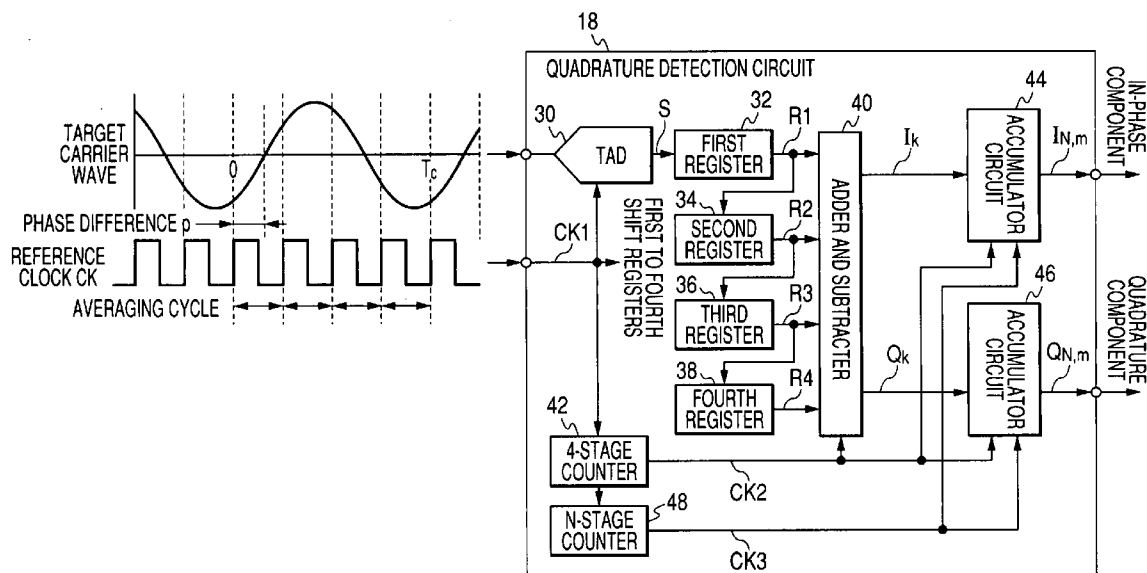 18
QUADRATURE DETECTION CIRCUIT
TARGET
CARRIER
WAVE
0
Tc
PHASE DIFFERENCE p
REFERENCE
CLOCK CK
AVERAGING CYCLE
30
TAD
S
CK1
FIRST TO FOURTH
SHIFT REGISTERS
32
FIRST
REGISTER
R1
34
SECOND
REGISTER
R2
36
THIRD
REGISTER
R3
38
FOURTH
REGISTER
R4
40
ADDER AND SUBTRACTER
Ik
Qk
44
ACCUMULATOR
CIRCUIT
IN,m
IN-PHASE
COMPONENT
46
ACCUMULATOR
CIRCUIT
QN,m
QUADRATURE
COMPONENT
42
4-STAGE
COUNTER
CK2
N-STAGE
COUNTER
48
CK3